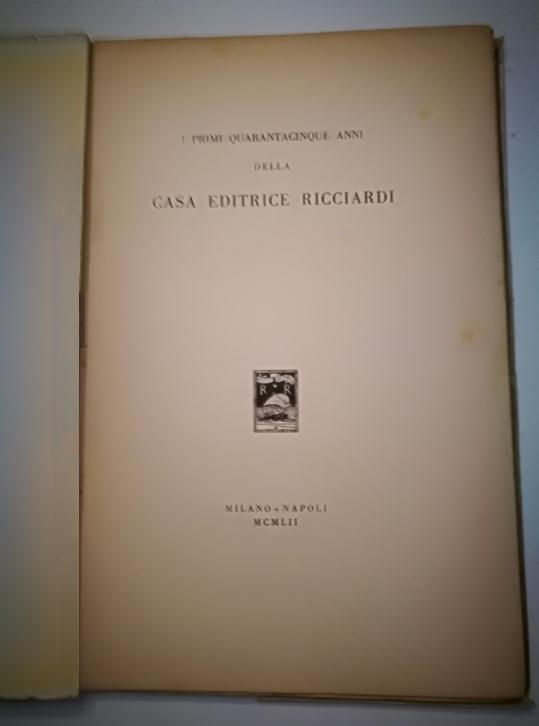 I PRIMI QUARANTACINQUE ANNI
DELLA
CASA EDITRICE RICCIARDI
R R
MILANO • NAPOLI
MCMLII